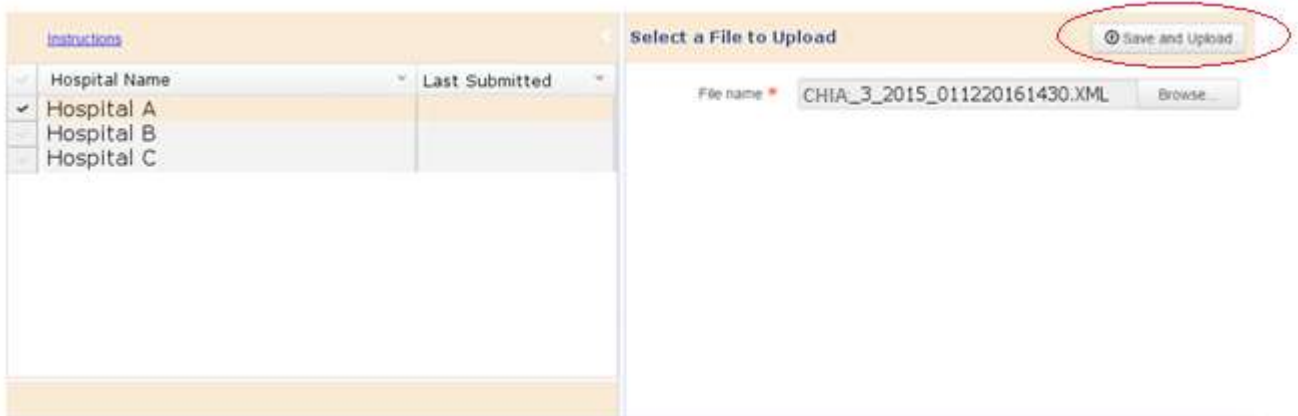 Instructions
Hospital Name Last Submitted
Hospital A
Hospital B
Hospital C
Select a File to Upload Save and Upload
File name * CHIA_3_2015_011220161430.XML Browse...